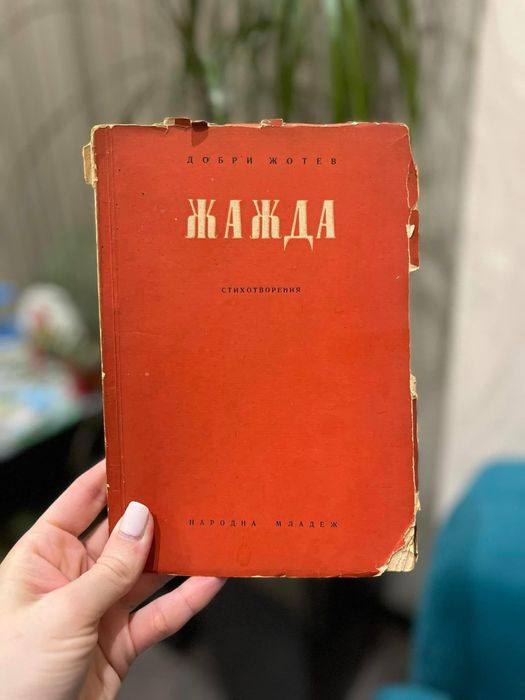 ДОБРИ ЖОТЕВ
ЖАЖДА
СТИХОТВОРЕНИЯ
НАРОДНА МЛАДЕЖ